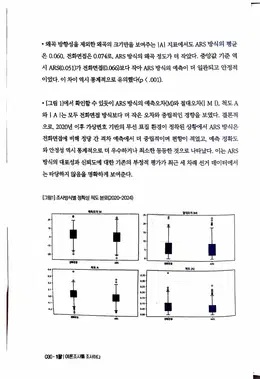 • 왜곡 방향성을 제외한 왜곡의 크기만을 보여주는 |A| 지표에서도 ARS 방식의 평균
은 0.060, 전화면접은 0.074로, ARS 방식의 왜곡 정도가 더 작았다. 중앙값 기준 역
시 ARS(0.051)가 전화면접(0.066)보다 작아 ARS 방식의 예측이 더 일관되고 안정적
이었다. 이 차이 역시 통계적으로 유의했다(p < .001).
• [그림 1]에서 확인할 수 있듯이 ARS 방식의 예측오차(M)와 절대오차(| M |), 척도 A
와 | A |는 모두 전화면접 방식보다 더 작은 오차와 중립적인 경향을 보였다. 결론적
으로, 2020년 이후 가상번호 기반의 무선 표집 환경이 정착된 상황에서 ARS 방식은
전화면접에 비해 정당 간 격차 예측에서 더 중립적이며 편향이 적었고, 예측 정확도
와 안정성 역시 통계적으로 더 우수하거나 최소한 동등한 것으로 나타났다. 이는 ARS
방식의 대표성과 신뢰도에 대한 기존의 부정적 평가가 최근 세 차례 선거 데이터에서
는 타당하지 않음을 명확하게 보여준다.
[그림1] 조사방식별 정확성 척도 분포(2020-2024)